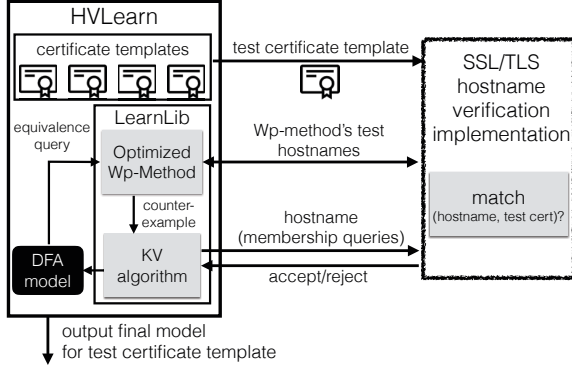 HVLearn
certificate templates
test certificate template
SSL/TLS
hostname
verification
implementation
equivalence
query
LearnLib
Optimized
Wp-Method
Wp-method's test
hostnames
counter-
example
match
(hostname, test cert)?
hostname
(membership queries)
DFA
model
KV
algorithm
accept/reject
output final model
for test certificate template